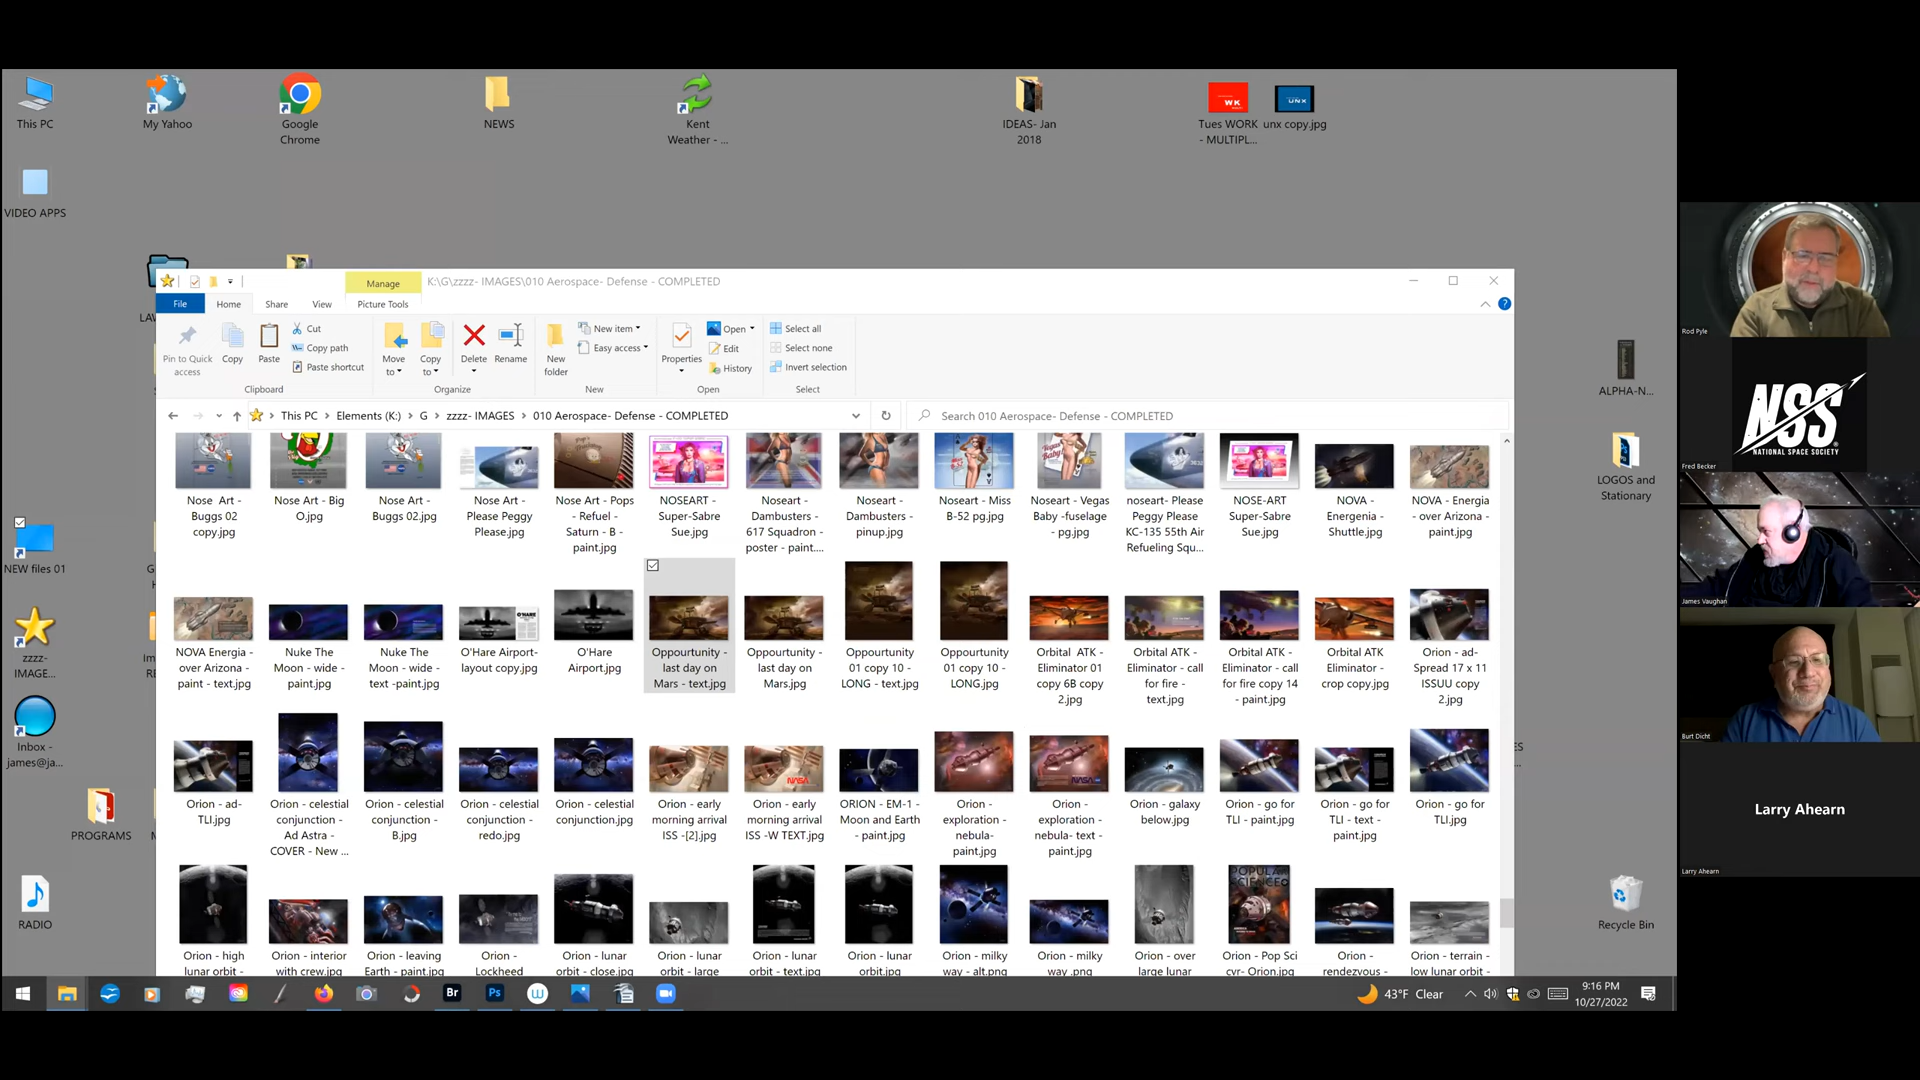 This PC
My Yahoo
Google
Chrome
NEWS
Kent
Weather - ...
IDEAS- Jan
2018
WK
Tues WORK
- MULTIPL...
UNX
unx copy.jpg
VIDEO APPS
Manage
K:\G\zzzz- IMAGES\010 Aerospace- Defense - COMPLETED
File
Home
Share
View
Picture Tools
Pin to Quick
access
Copy
Paste
Cut
Copy path
Paste shortcut
Clipboard
Move
to
Copy
to
Delete
Rename
Organize
New
folder
New item
Easy access
New
Properties
Open
Edit
History
Open
Select all
Select none
Invert selection
Select
This PC
Elements (K:)
G
zzzz- IMAGES
010 Aerospace- Defense - COMPLETED
Search 010 Aerospace- Defense - COMPLETED
Nose Art -
Buggs 02
copy.jpg
Nose Art - Big
O.jpg
Nose Art -
Buggs 02.jpg
Nose Art -
Please Peggy
Please.jpg
Nose Art - Pops
- Refuel -
Saturn - B -
paint.jpg
NOSEART -
Super-Sabre
Sue.jpg
Noseart -
Dambusters -
617 Squadron -
poster - paint....
Noseart -
Dambusters -
pinup.jpg
Noseart - Miss
B-52 pg.jpg
Noseart - Vegas
Baby -fuselage
- pg.jpg
noseart- Please
Peggy Please
KC-135 55th Air
Refueling Squ...
NOSE-ART
Super-Sabre
Sue.jpg
NOVA -
Energenia -
Shuttle.jpg
NOVA - Energia
- over Arizona -
paint.jpg
NOVA Energia -
over Arizona -
paint - text.jpg
Nuke The
Moon - wide -
paint.jpg
Nuke The
Moon - wide -
text -paint.jpg
O'HARE
O'Hare Airport-
layout copy.jpg
O'Hare
Airport.jpg
Oppourtunity -
last day on
Mars - text.jpg
Oppourtunity -
last day on
Mars.jpg
Oppourtunity
01 copy 10 -
LONG - text.jpg
Oppourtunity
01 copy 10 -
LONG.jpg
Orbital ATK -
Eliminator 01
copy 6B copy
2.jpg
Orbital ATK -
Eliminator - call
for fire -
text.jpg
Orbital ATK -
Eliminator - call
for fire copy 14
- paint.jpg
Orbital ATK
Eliminator -
crop copy.jpg
Orion - ad-
Spread 17 x 11
ISSUU copy
2.jpg
Orion - ad-
TLI.jpg
Orion - celestial
conjunction -
Ad Astra -
COVER - New ...
Orion - celestial
conjunction -
B.jpg
Orion - celestial
conjunction -
redo.jpg
Orion - celestial
conjunction.jpg
Orion - early
morning arrival
ISS -[2].jpg
NASA
Orion - early
morning arrival
ISS -W TEXT.jpg
ORION - EM-1 -
Moon and Earth
- paint.jpg
Orion -
exploration -
nebula-
paint.jpg
NASA
Orion -
exploration -
nebula- text -
paint.jpg
Orion - galaxy
below.jpg
Orion - go for
TLI - paint.jpg
Orion - go for
TLI - text -
paint.jpg
Orion - go for
TLI.jpg
Orion - high
lunar orbit -
Orion - interior
with crew.jpg
Orion - leaving
Earth - paint.jpg
Orion -
Lockheed
Orion - lunar
orbit - close.jpg
Orion - lunar
orbit - large
Orion - lunar
orbit - text.jpg
Orion - lunar
orbit.jpg
Orion - milky
way - alt.png
Orion - milky
way .png
Orion - over
large lunar
POPULAR
SCIENCE
Orion - Pop Sci
cvr- Orion.jpg
Orion -
rendezvous -
Orion - terrain -
low lunar orbit -
NEW files 01
zzzz-
IMAGE...
Inbox -
james@ja...
PROGRAMS
RADIO
ALPHA-N...
LOGOS and
Stationary
Recycle Bin
Br
Ps
W
43°F Clear
9:16 PM
10/27/2022
Rod Pyle
NSS
NATIONAL SPACE SOCIETY
Fred Becker
James Vaughan
Burt Dicht
Larry Ahearn
Larry Ahearn